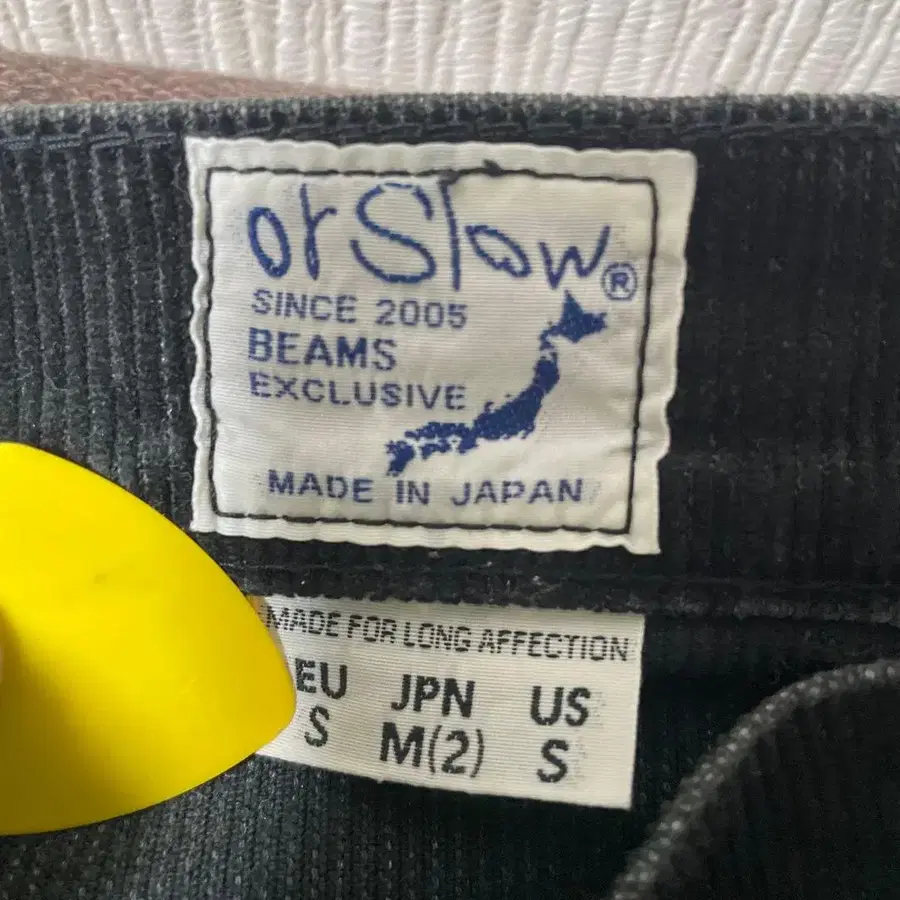 orSlow®
SINCE 2005
BEAMS
EXCLUSIVE
MADE IN JAPAN
MADE FOR LONG AFFECTION
EU JPN US
S M(2) S